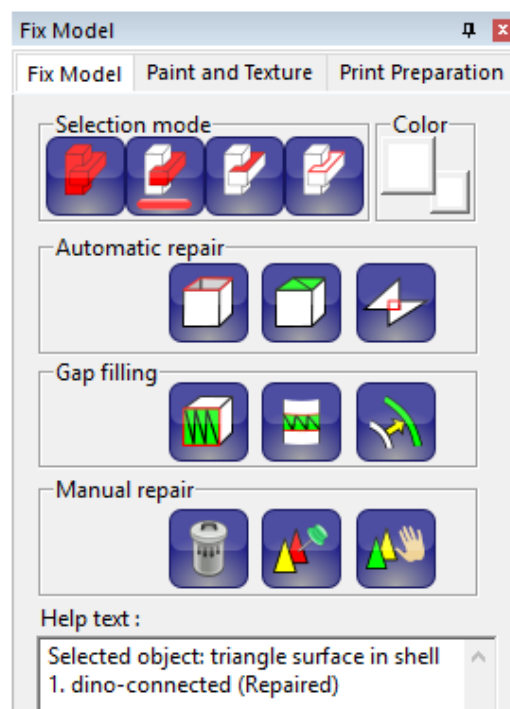 Fix Model
Fix Model Paint and Texture Print Preparation
Selection mode Color
Automatic repair
Gap filling
Manual repair
Help text :
Selected object: triangle surface in shell
1. dino-connected (Repaired)